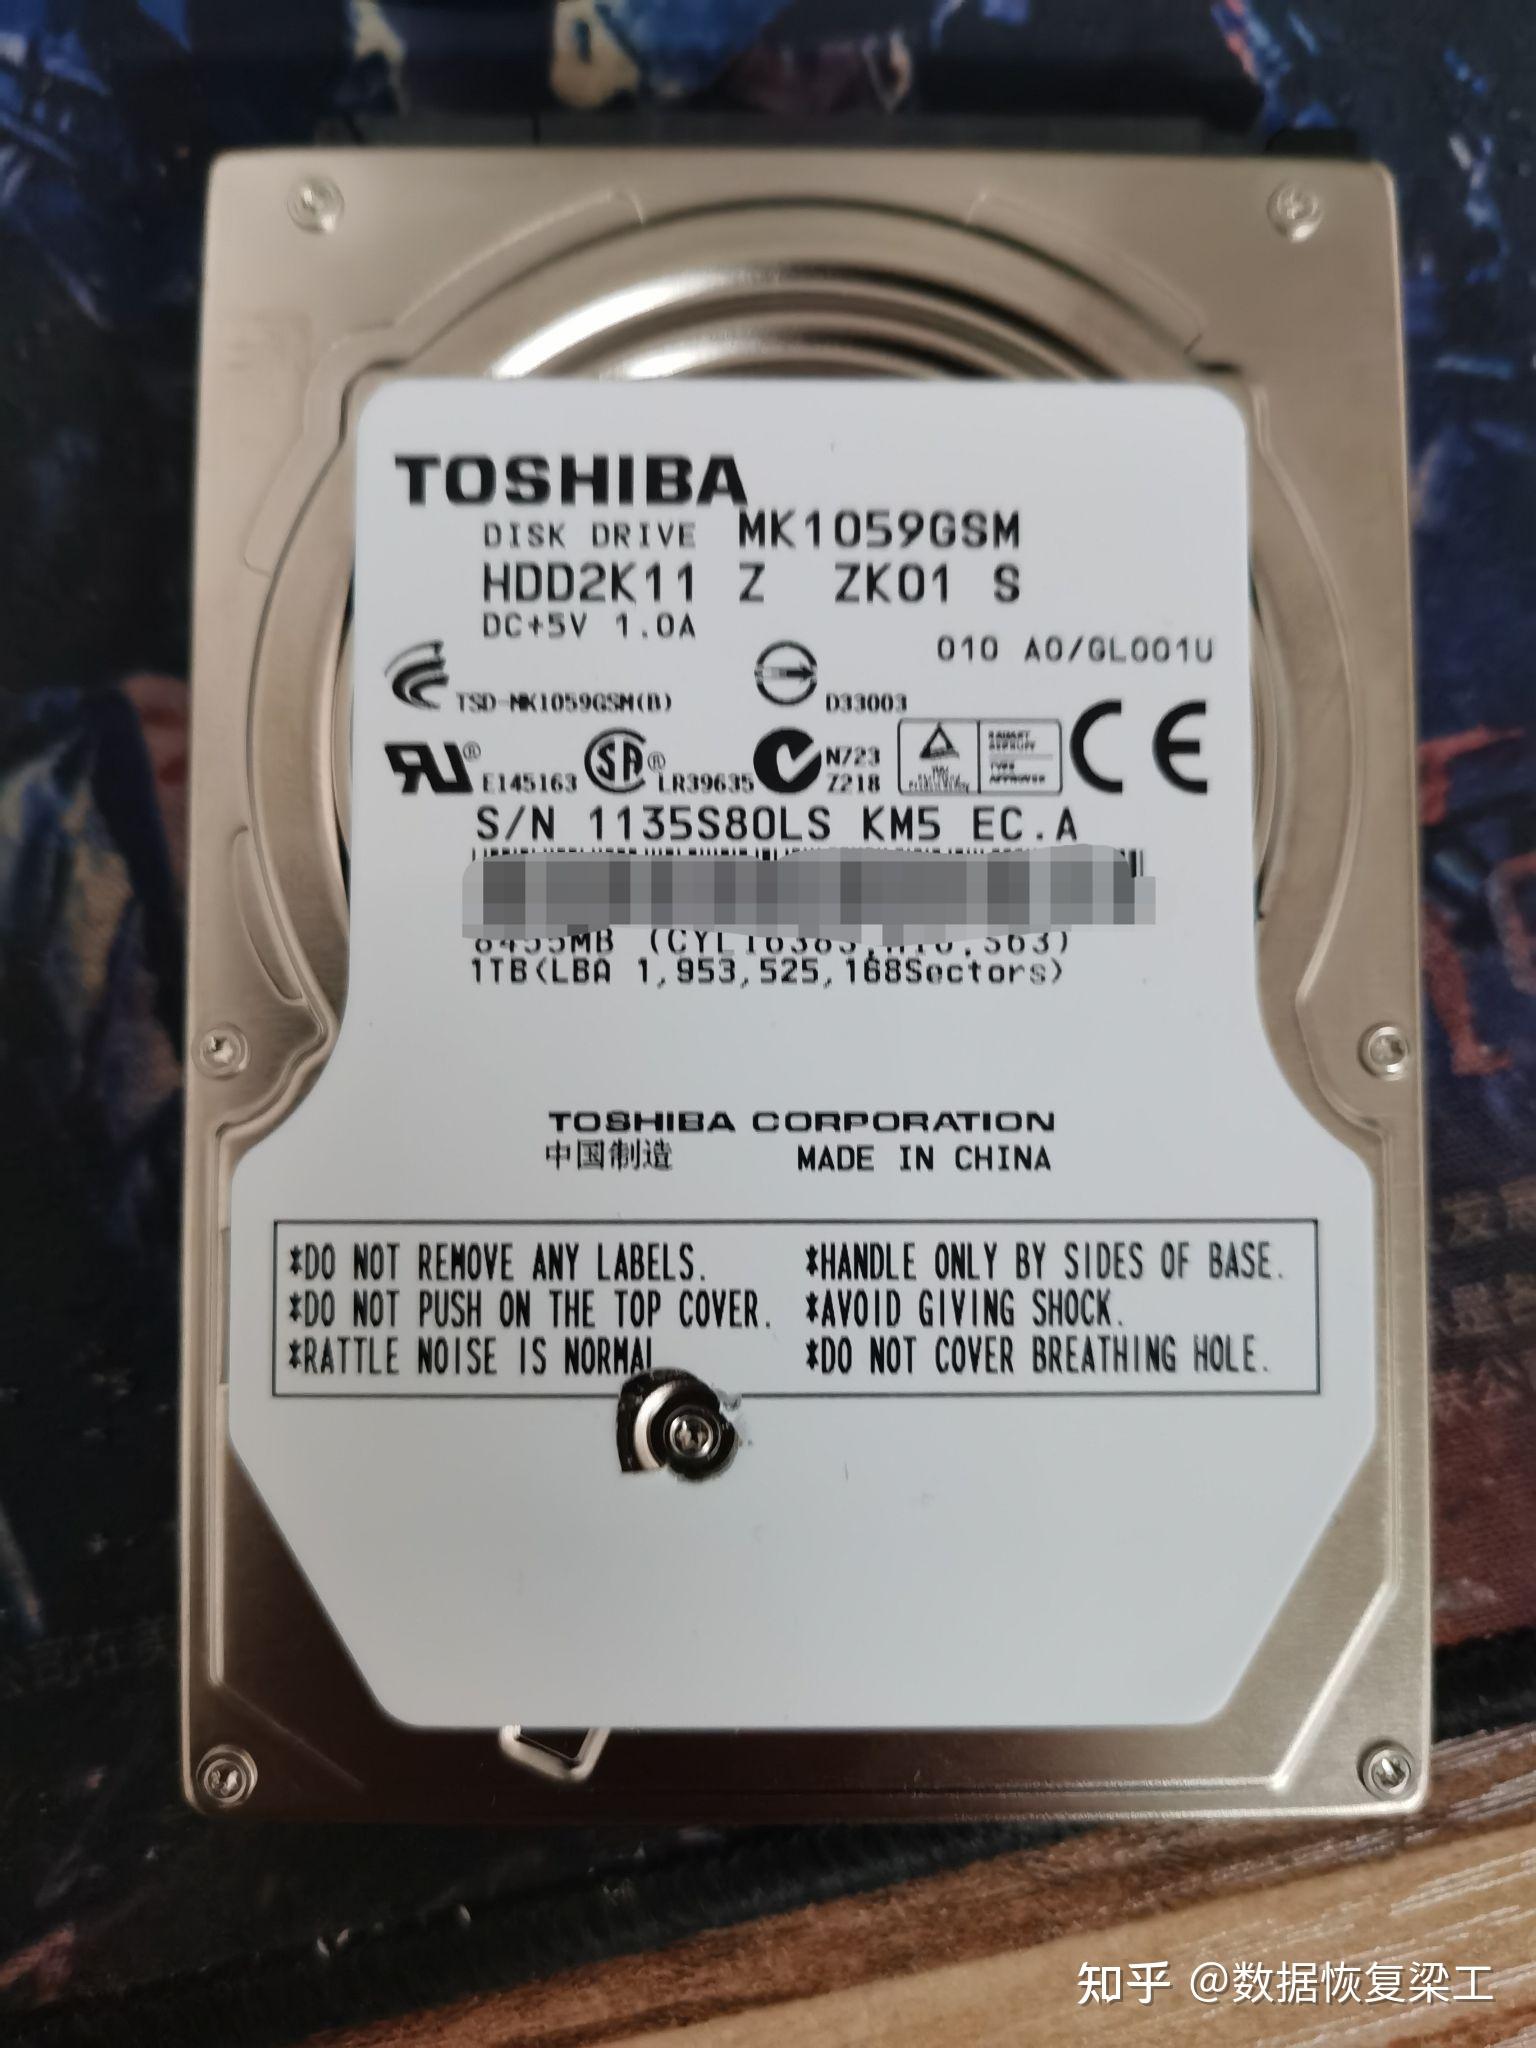 TOSHIBA
DISK DRIVE MK1059GSM
HDD2K11 Z ZK01 S
DC+5V 1.0A
010 A0/GL001U
TSD-MK1059GSM(B)
D33003
RU® E145163 SA® LR39635 N723 Z218 CE
S/N 1135S80LS KM5 EC.A
1TB(LBA 1,953,525,168Sectors)
TOSHIBA CORPORATION
中国制造 MADE IN CHINA
*DO NOT REMOVE ANY LABELS. *HANDLE ONLY BY SIDES OF BASE.
*DO NOT PUSH ON THE TOP COVER. *AVOID GIVING SHOCK.
*RATTLE NOISE IS NORMAL *DO NOT COVER BREATHING HOLE.
知乎 @数据恢复梁工